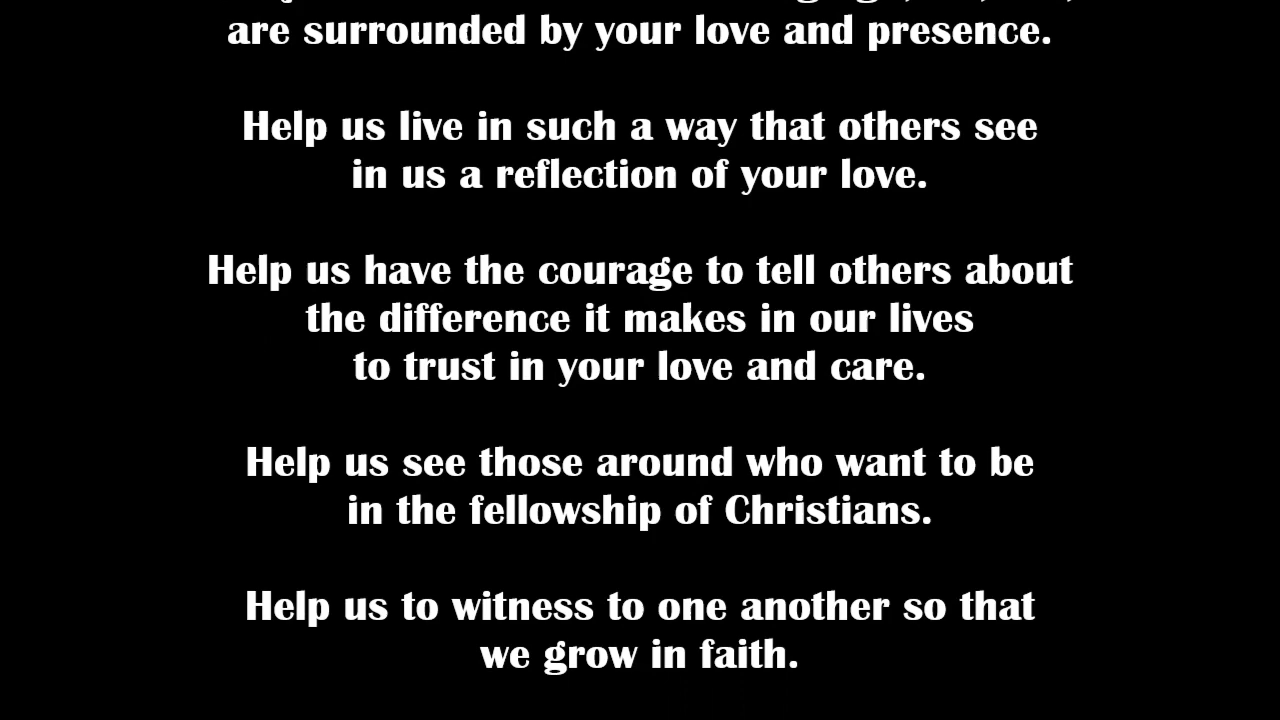 are surrounded by your love and presence.
Help us live in such a way that others see
in us a reflection of your love.
Help us have the courage to tell others about
the difference it makes in our lives
to trust in your love and care.
Help us see those around who want to be
in the fellowship of Christians.
Help us to witness to one another so that
we grow in faith.